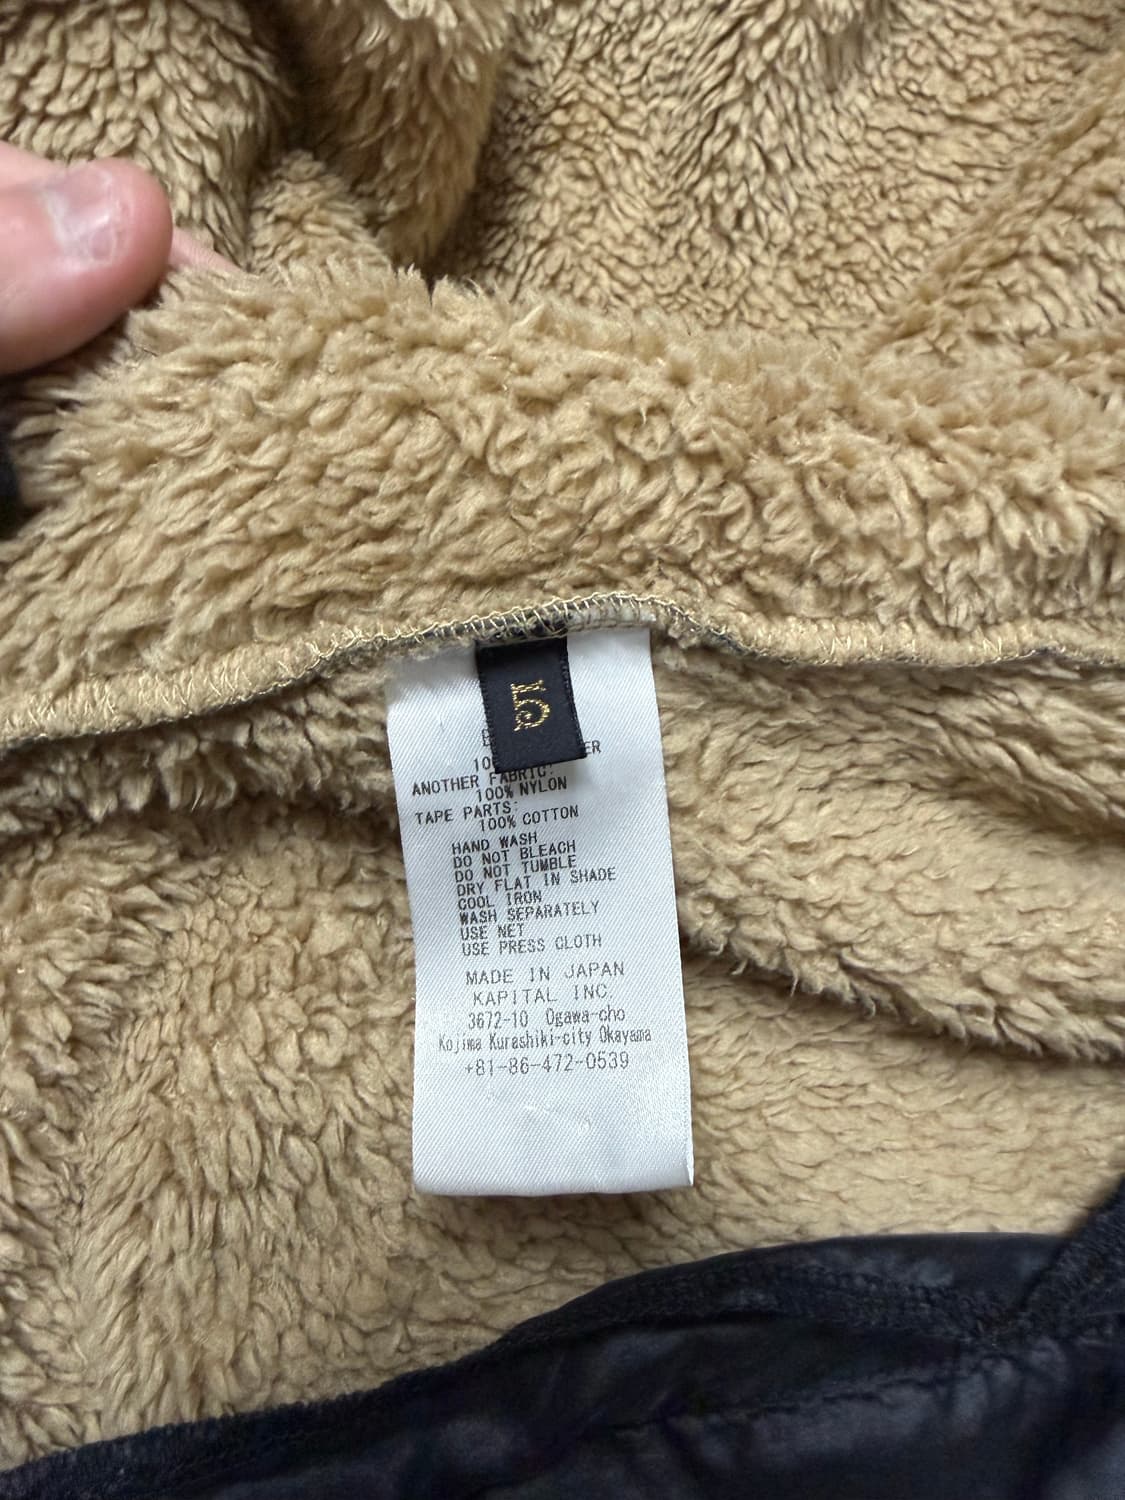 5
ANOTHER FABRIC:
100% NYLON
TAPE PARTS:
100% COTTON
HAND WASH
DO NOT BLEACH
DO NOT TUMBLE
DRY FLAT IN SHADE
COOL IRON
WASH SEPARATELY
USE NET
USE PRESS CLOTH
MADE IN JAPAN
KAPITAL INC.
3672-10 Ogawa-cho
Kojima Kurashiki-city Okayama
+81-86-472-0539